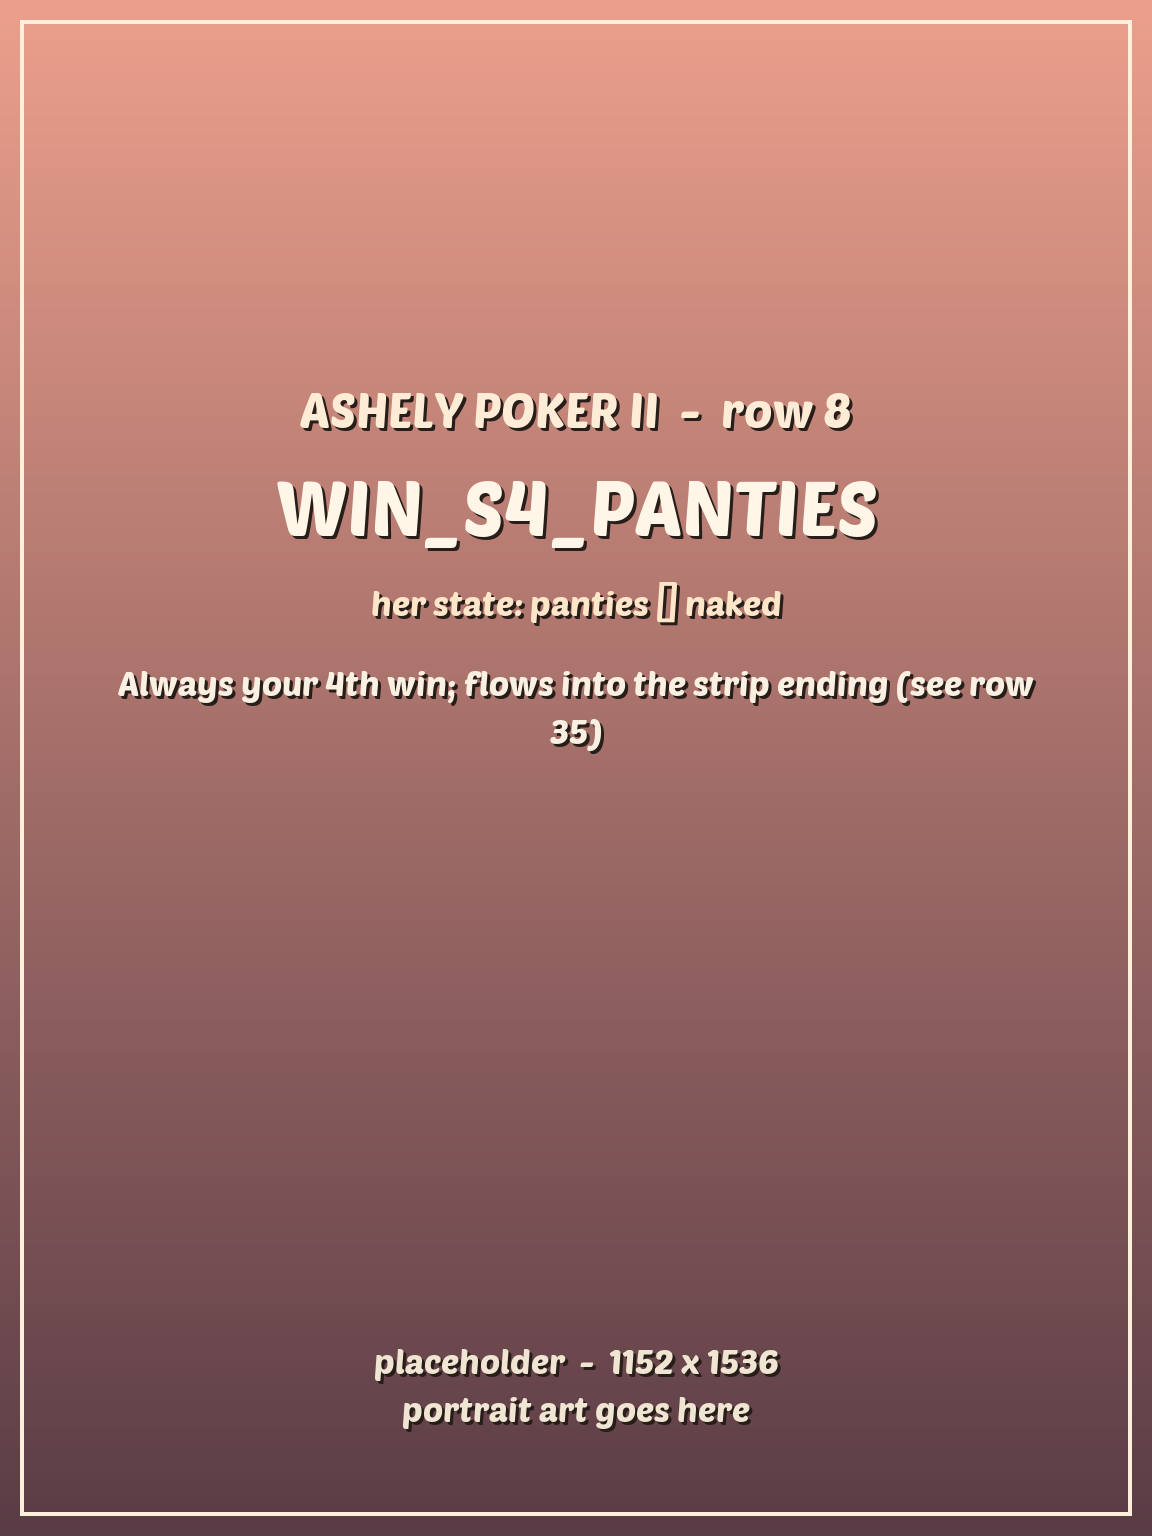 ASHELY POKER II - row 8
WIN_S4_PANTIES
her state: panties [] naked
Always your 4th win; flows into the strip ending (see row
35)
placeholder - 1152 x 1536
portrait art goes here